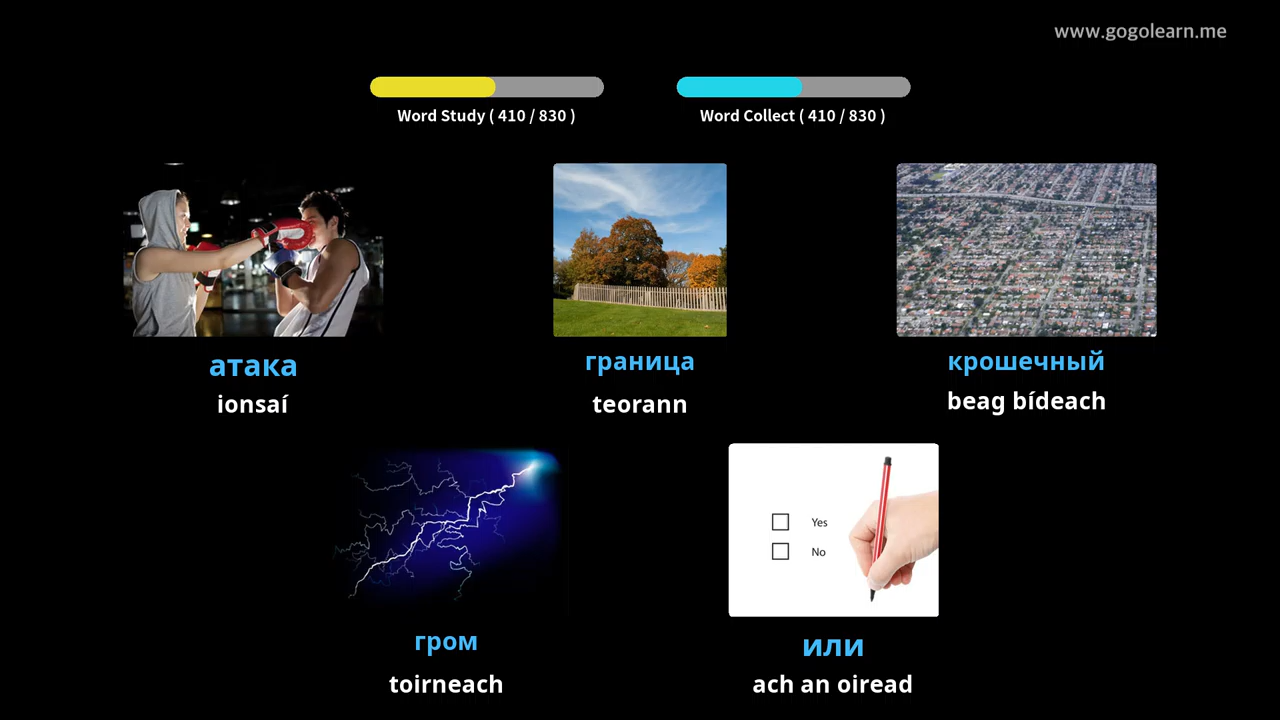 www.gogolearn.me
Word Study ( 410 / 830 )
Word Collect ( 410 / 830 )
атака
граница
крошечный
ionsaí
teorann
beag bídeach
Yes
No
гром
или
toirneach
ach an oiread